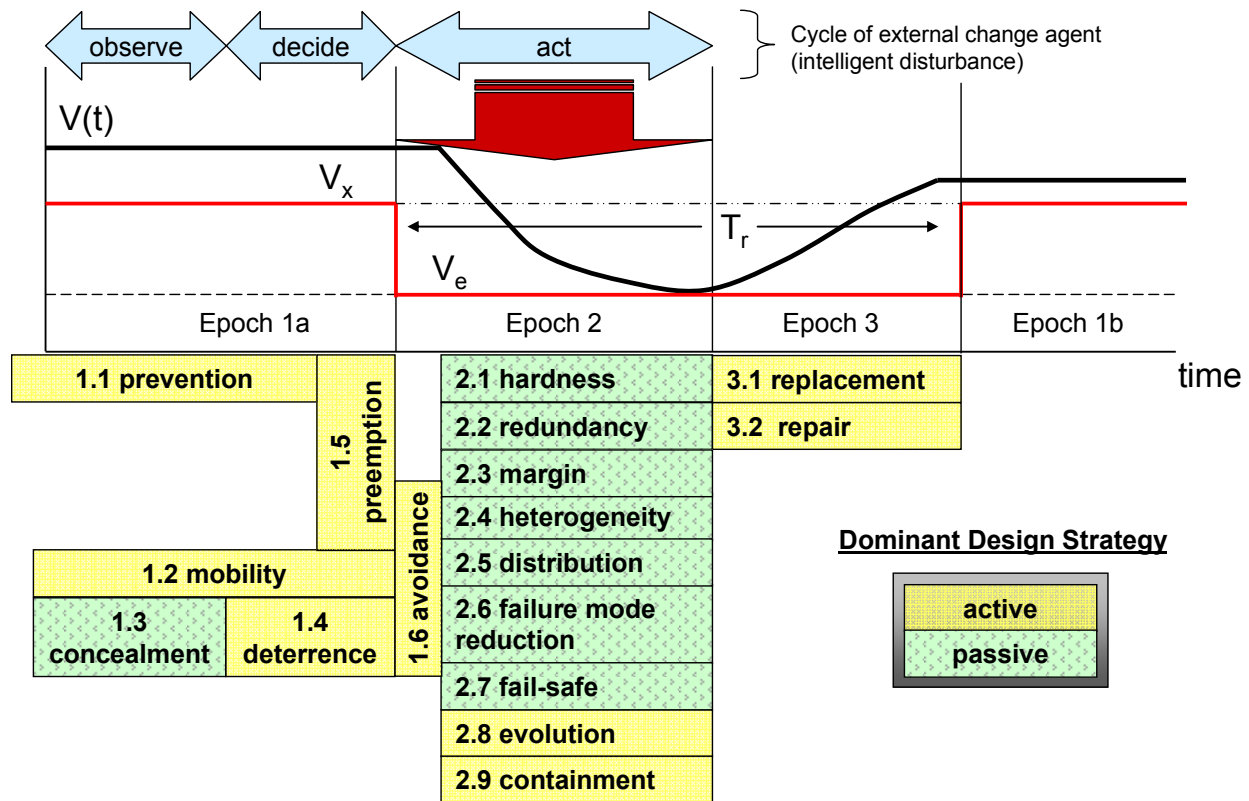 observe
decide
act
Cycle of external change agent
(intelligent disturbance)
V(t)
Vx
Tr
Ve
Epoch 1a
Epoch 2
Epoch 3
Epoch 1b
time
1.1 prevention
1.5
preemption
1.2 mobility
1.3
concealment
1.4
deterrence
1.6 avoidance
2.1 hardness
2.2 redundancy
2.3 margin
2.4 heterogeneity
2.5 distribution
2.6 failure mode
reduction
2.7 fail-safe
2.8 evolution
2.9 containment
3.1 replacement
3.2 repair
Dominant Design Strategy
active
passive